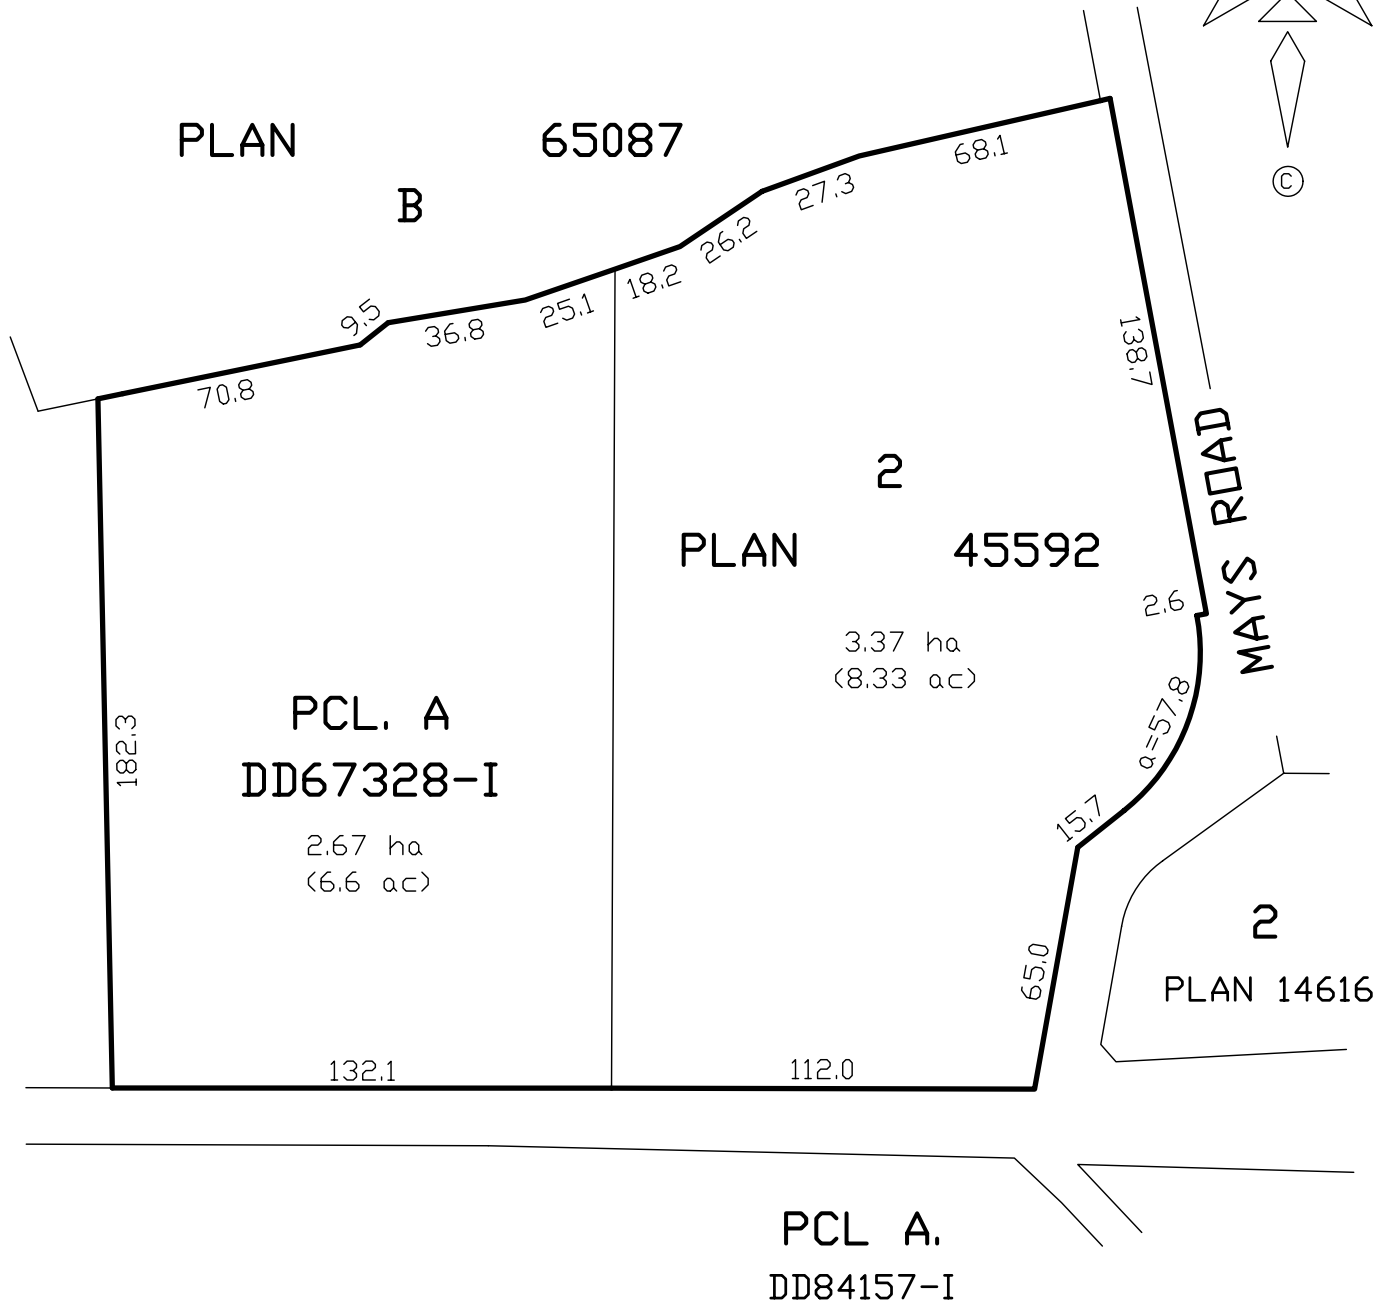 PLAN 65087
B
©
68.1
27.3
26.2
18.2
25.1
9.5
36.8
70.8
138.7
MAYS ROAD
2
PLAN 45592
3.37 ha
(8.33 ac)
2.6
a=57.8
15.7
65.0
182.3
PCL. A
DD67328-I
2.67 ha
(6.6 ac)
132.1
112.0
2
PLAN 14616
PCL A.
DD84157-I